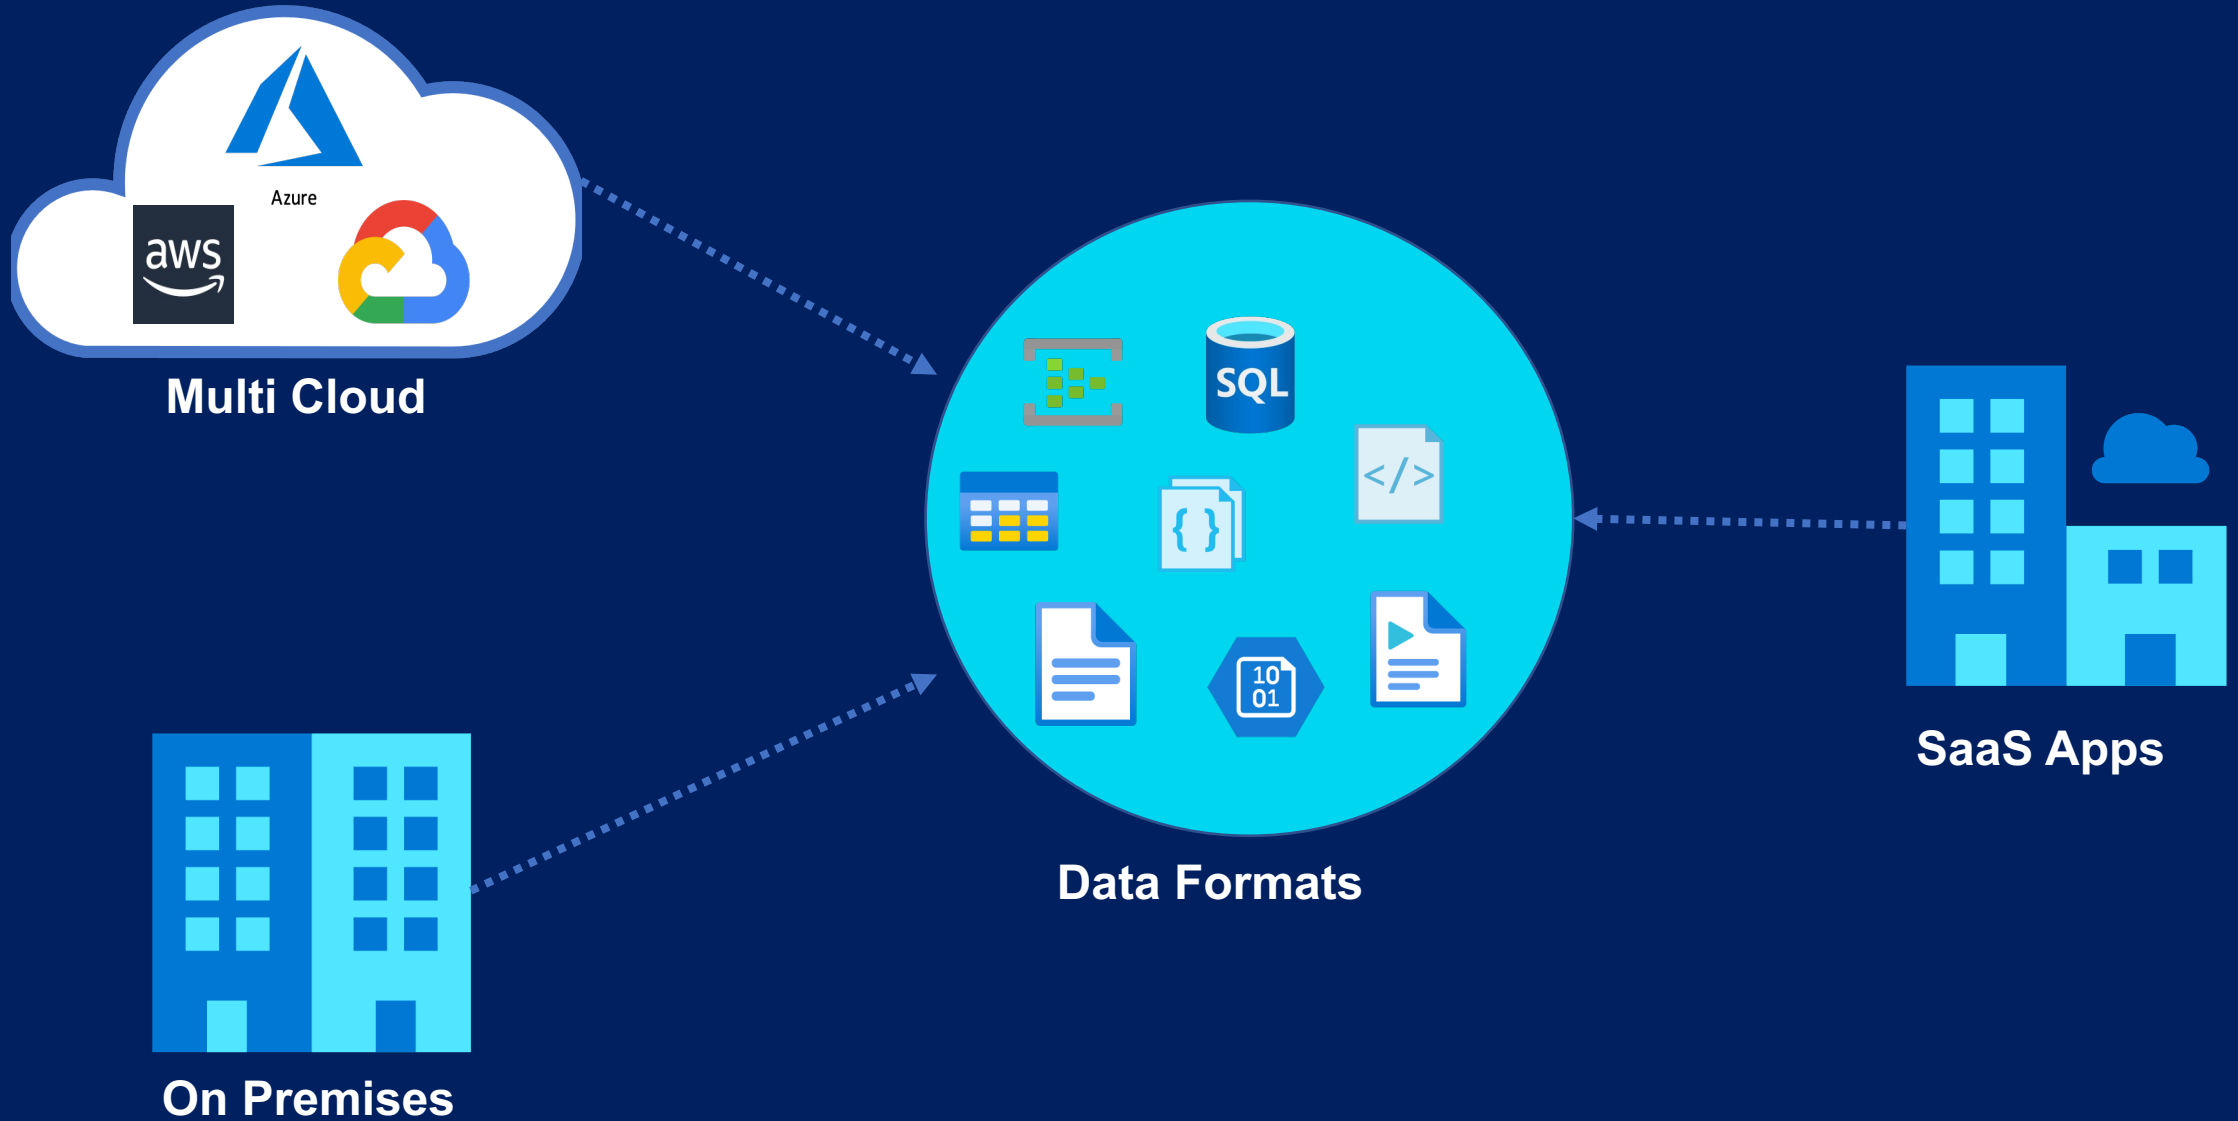 Azure
aws
Multi Cloud
SQL
</>
{ }
10
01
Data Formats
SaaS Apps
On Premises